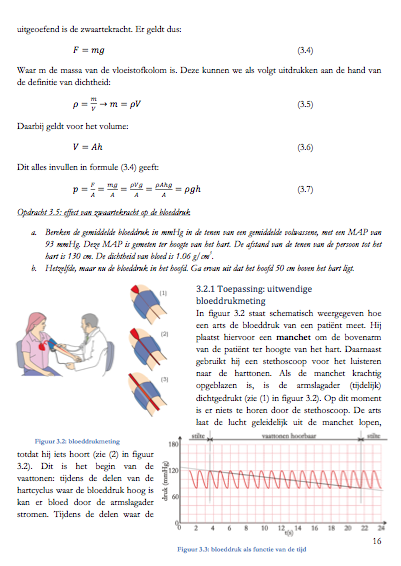 uitgeoefend is de zwaartekracht. Er geldt dus:
F = mg (3.4)
Waar m de massa van de vloeistofkolom is. Deze kunnen we als volgt uitdrukken aan de hand van
de definitie van dichtheid:
ρ = m/V → m = ρV (3.5)
Daarbij geldt voor het volume:
V = Ah (3.6)
Dit alles invullen in formule (3.4) geeft:
p = F/A = mg/A = ρVg/A = ρAhg/A = ρgh (3.7)
Opdracht 3.5: effect van zwaartekracht op de bloeddruk
a. Bereken de gemiddelde bloeddruk in mmHg in de tenen van een gemiddelde volwassene, met een MAP van
93 mmHg. Deze MAP is gemeten ter hoogte van het hart. De afstand van de tenen van de persoon tot het
hart is 130 cm. De dichtheid van bloed is 1.06 g/cm³.
b. Hetzelfde, maar nu de bloeddruk in het hoofd. Ga ervan uit dat het hoofd 50 cm boven het hart ligt.
(1)
(2)
(3)
Figuur 3.2: bloeddrukmeting
3.2.1 Toepassing: uitwendige
bloeddrukmeting
In figuur 3.2 staat schematisch weergegeven hoe
een arts de bloeddruk van een patiënt meet. Hij
plaatst hiervoor een manchet om de bovenarm
van de patiënt ter hoogte van het hart. Daarnaast
gebruikt hij een stethoscoop voor het luisteren
naar de harttonen. Als de manchet krachtig
opgeblazen is, is de armslagader (tijdelijk)
dichtgedrukt (zie (1) in figuur 3.2). Op dit moment
is er niets te horen door de stethoscoop. De arts
laat de lucht geleidelijk uit de manchet lopen,
totdat hij iets hoort (zie (2) in figuur
3.2). Dit is het begin van de
vaattonen: tijdens de delen van de
hartcyclus waar de bloeddruk hoog is
kan er bloed door de armslagader
stromen. Tijdens de delen waar de
stilte vaattonen hoorbaar stilte
druk (mmHg)
180
120
60
0
0 2 4 6 8 10 12 14 16 18 20 22 24
t(s)
Figuur 3.3: bloeddruk als functie van de tijd
16